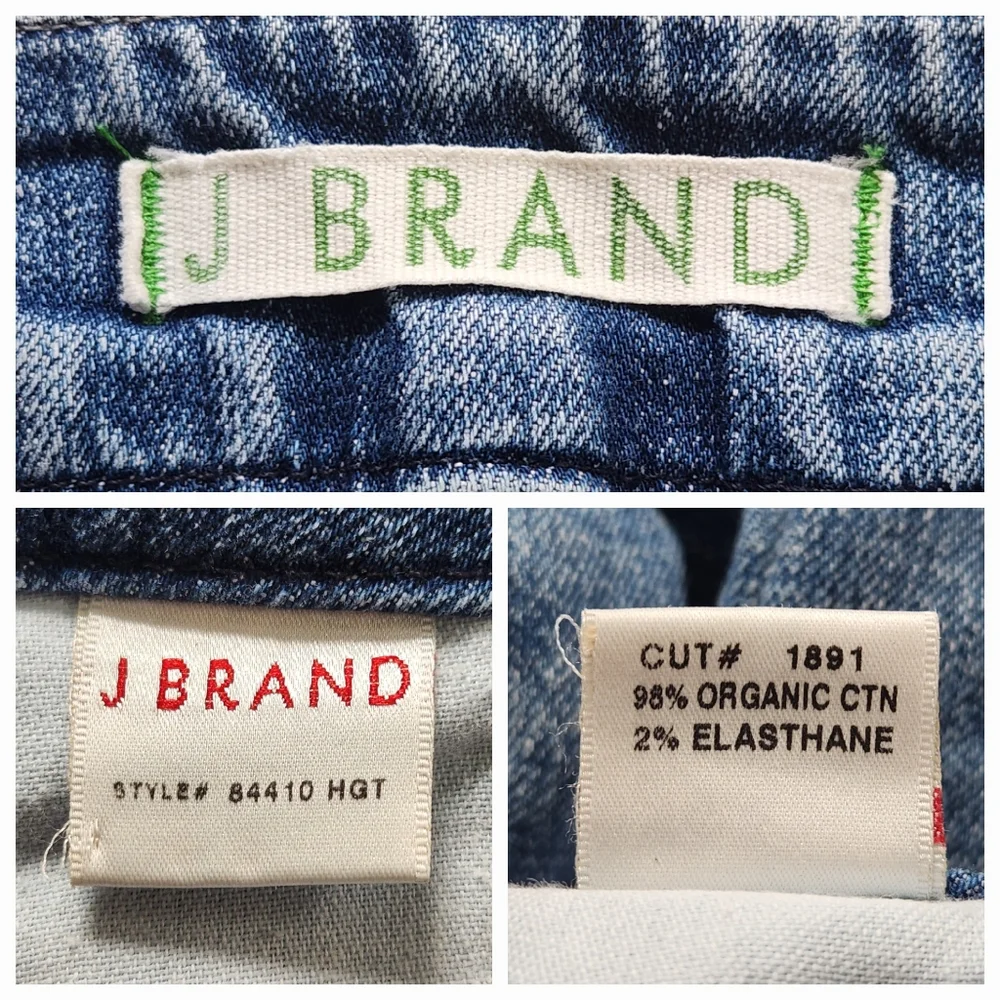 J BRAND
J BRAND
STYLE# 84410 HGT
CUT# 1891
98% ORGANIC CTN
2% ELASTHANE